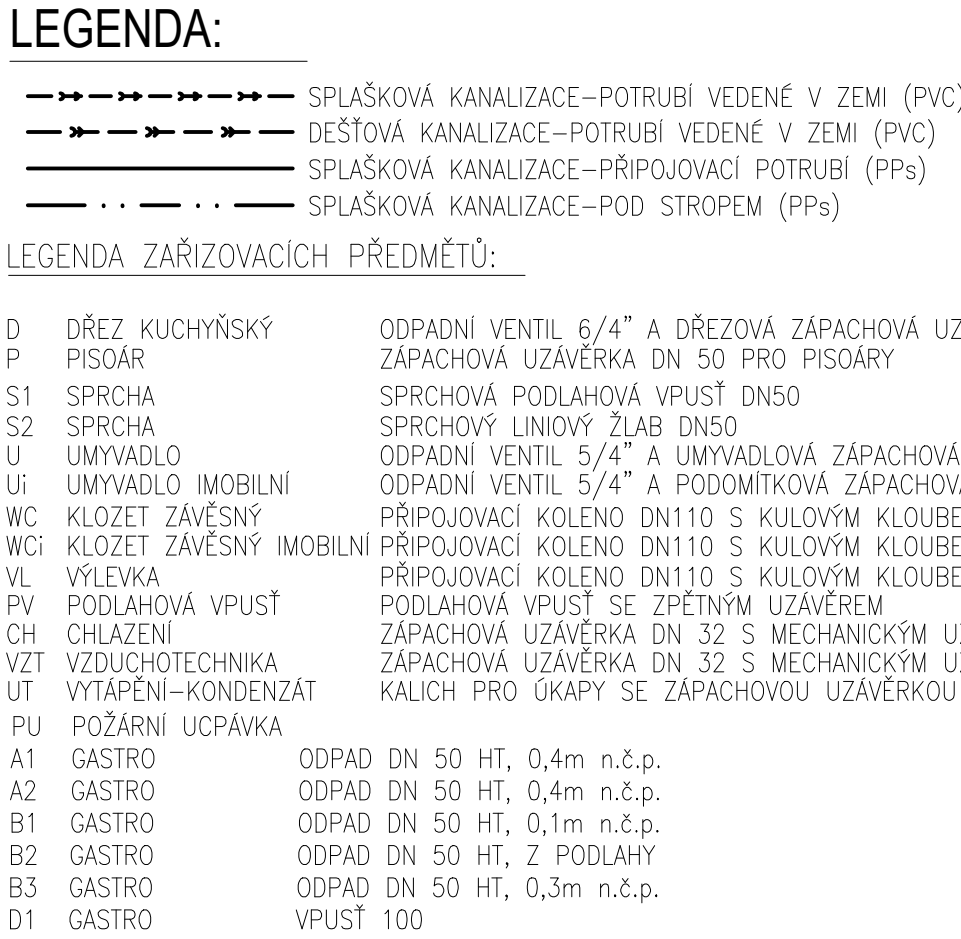 LEGENDA:
SPLAŠKOVÁ KANALIZACE-POTRUBÍ VEDENÉ V ZEMI (PVC)
DEŠŤOVÁ KANALIZACE-POTRUBÍ VEDENÉ V ZEMI (PVC)
SPLAŠKOVÁ KANALIZACE-PŘIPOJOVACÍ POTRUBÍ (PPs)
SPLAŠKOVÁ KANALIZACE-POD STROPEM (PPs)
LEGENDA ZAŘIZOVACÍCH PŘEDMĚTŮ:
D DŘEZ KUCHYŇSKÝ ODPADNÍ VENTIL 6/4" A DŘEZOVÁ ZÁPACHOVÁ UZ
P PISOÁR ZÁPACHOVÁ UZÁVĚRKA DN 50 PRO PISOÁRY
S1 SPRCHA SPRCHOVÁ PODLAHOVÁ VPUSŤ DN50
S2 SPRCHA SPRCHOVÝ LINIOVÝ ŽLAB DN50
U UMYVADLO ODPADNÍ VENTIL 5/4" A UMYVADLOVÁ ZÁPACHOVÁ
Ui UMYVADLO IMOBILNÍ ODPADNÍ VENTIL 5/4" A PODOMÍTKOVÁ ZÁPACHOVÁ
WC KLOZET ZÁVĚSNÝ PŘIPOJOVACÍ KOLENO DN110 S KULOVÝM KLOUBE
WCi KLOZET ZÁVĚSNÝ IMOBILNÍ PŘIPOJOVACÍ KOLENO DN110 S KULOVÝM KLOUBE
VL VÝLEVKA PŘIPOJOVACÍ KOLENO DN110 S KULOVÝM KLOUBE
PV PODLAHOVÁ VPUSŤ PODLAHOVÁ VPUSŤ SE ZPĚTNÝM UZÁVĚREM
CH CHLAZENÍ ZÁPACHOVÁ UZÁVĚRKA DN 32 S MECHANICKÝM UZ
VZT VZDUCHOTECHNIKA ZÁPACHOVÁ UZÁVĚRKA DN 32 S MECHANICKÝM UZ
UT VYTÁPĚNÍ-KONDENZÁT KALICH PRO ÚKAPY SE ZÁPACHOVOU UZÁVĚRKOU
PU POŽÁRNÍ UCPÁVKA
A1 GASTRO ODPAD DN 50 HT, 0,4m n.č.p.
A2 GASTRO ODPAD DN 50 HT, 0,4m n.č.p.
B1 GASTRO ODPAD DN 50 HT, 0,1m n.č.p.
B2 GASTRO ODPAD DN 50 HT, Z PODLAHY
B3 GASTRO ODPAD DN 50 HT, 0,3m n.č.p.
D1 GASTRO VPUSŤ 100